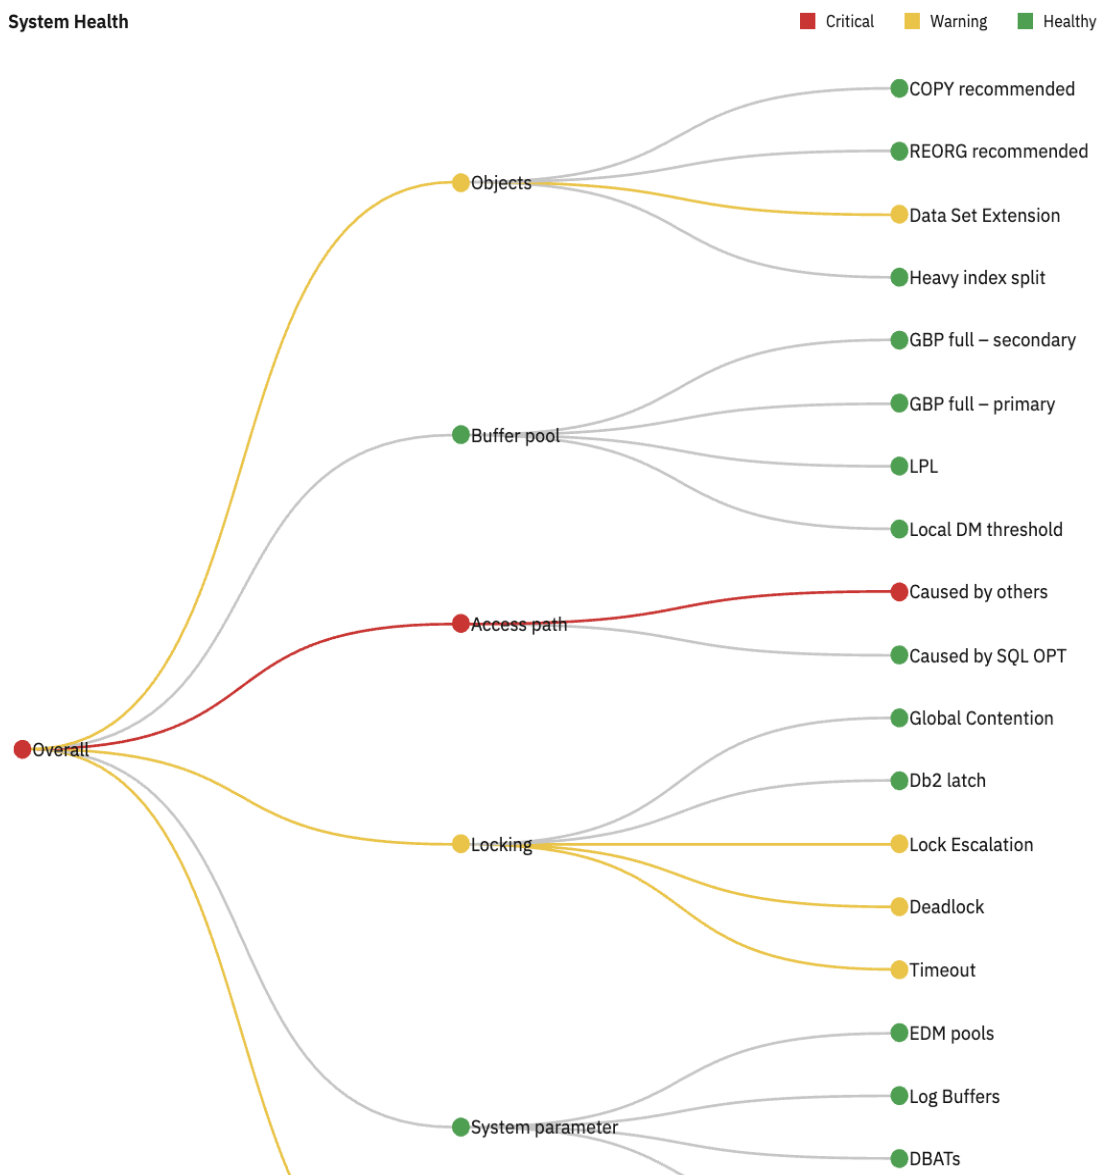 System Health
Critical
Warning
Healthy
COPY recommended
REORG recommended
Objects
Data Set Extension
Heavy index split
GBP full – secondary
GBP full – primary
Buffer pool
LPL
Local DM threshold
Caused by others
Access path
Caused by SQL OPT
Global Contention
Overall
Db2 latch
Locking
Lock Escalation
Deadlock
Timeout
EDM pools
Log Buffers
System parameter
DBATs